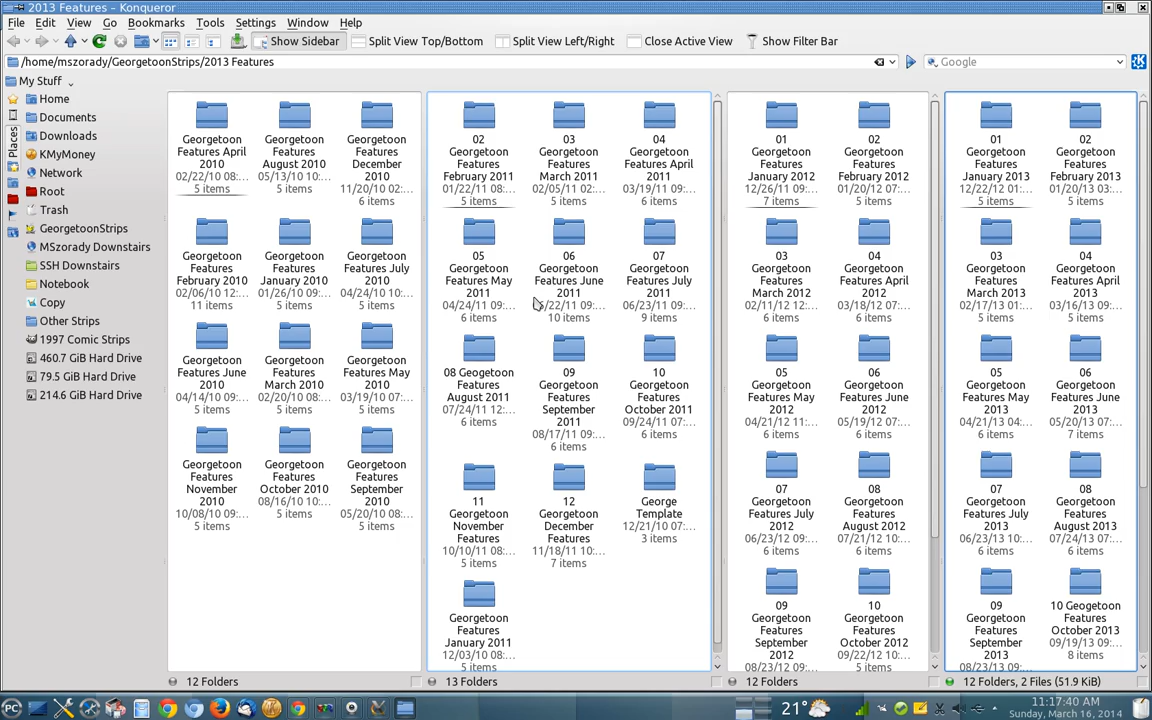 2013 Features – Konqueror
File Edit View Go Bookmarks Tools Settings Window Help
Show Sidebar Split View Top/Bottom Split View Left/Right Close Active View Show Filter Bar
/home/mszorady/GeorgetoonStrips/2013 Features
Google
My Stuff
Places
Home
Documents
Downloads
KMyMoney
Network
Root
Trash
GeorgetoonStrips
MSzorady Downstairs
SSH Downstairs
Notebook
Copy
Other Strips
1997 Comic Strips
460.7 GiB Hard Drive
79.5 GiB Hard Drive
214.6 GiB Hard Drive
Georgetoon
Features April
2010
02/22/10 08:...
5 items
Georgetoon
Features
August 2010
05/13/10 10:...
5 items
Georgetoon
Features
December
2010
11/20/10 02:...
6 items
Georgetoon
Features
February 2010
02/06/10 12:...
11 items
Georgetoon
Features
January 2010
01/26/10 09:...
5 items
Georgetoon
Features July
2010
04/24/10 10:...
5 items
Georgetoon
Features June
2010
04/14/10 09:...
5 items
Georgetoon
Features
March 2010
02/20/10 08:...
5 items
Georgetoon
Features May
2010
03/19/10 07:...
5 items
Georgetoon
Features
November
2010
10/08/10 09:...
5 items
Georgetoon
Features
October 2010
08/16/10 10:...
5 items
Georgetoon
Features
September
2010
05/20/10 08:...
5 items
12 Folders
02
Georgetoon
Features
February 2011
01/22/11 08:...
5 items
03
Georgetoon
Features
March 2011
02/05/11 02:...
5 items
04
Georgetoon
Features April
2011
03/19/11 09:...
6 items
05
Georgetoon
Features May
2011
04/24/11 09:...
6 items
06
Georgetoon
Features June
2011
/22/11 09:...
10 items
07
Georgetoon
Features July
2011
06/23/11 09:...
9 items
08 Geogetoon
Features
August 2011
07/24/11 12:...
6 items
09
Georgetoon
Features
September
2011
08/17/11 09:...
6 items
10
Georgetoon
Features
October 2011
09/24/11 07:...
6 items
11
Georgetoon
November
Features
10/10/11 08:...
5 items
12
Georgetoon
December
Features
11/18/11 10:...
7 items
George
Template
12/21/10 07:...
3 items
Georgetoon
Features
January 2011
12/03/10 08:...
5 items
13 Folders
01
Georgetoon
Features
January 2012
12/26/11 09:...
7 items
02
Georgetoon
Features
February 2012
01/20/12 07:...
5 items
03
Georgetoon
Features
March 2012
02/11/12 12:...
6 items
04
Georgetoon
Features April
2012
03/18/12 07:...
6 items
05
Georgetoon
Features May
2012
04/21/12 11:...
6 items
06
Georgetoon
Features June
2012
05/19/12 07:...
6 items
07
Georgetoon
Features July
2012
06/23/12 09:...
6 items
08
Georgetoon
Features
August 2012
07/21/12 10:...
6 items
09
Georgetoon
Features
September
2012
08/23/12 09:...
10
Georgetoon
Features
October 2012
09/22/12 10:...
5 items
12 Folders
01
Georgetoon
Features
January 2013
12/22/12 01:...
5 items
02
Georgetoon
Features
February 2013
01/20/13 03:...
5 items
03
Georgetoon
Features
March 2013
02/17/13 01:...
5 items
04
Georgetoon
Features April
2013
03/16/13 09:...
5 items
05
Georgetoon
Features May
2013
04/21/13 04:...
6 items
06
Georgetoon
Features June
2013
05/20/13 09:...
7 items
07
Georgetoon
Features July
2013
06/23/13 10:...
6 items
08
Georgetoon
Features
August 2013
07/24/13 07:...
6 items
09
Georgetoon
Features
September
2013
08/23/13 09:...
10 Geogetoon
Features
October 2013
09/19/13 09:...
8 items
12 Folders, 2 Files (51.9 KiB)
PC
21°
11:17:40 AM
Sunday, March 16, 2014